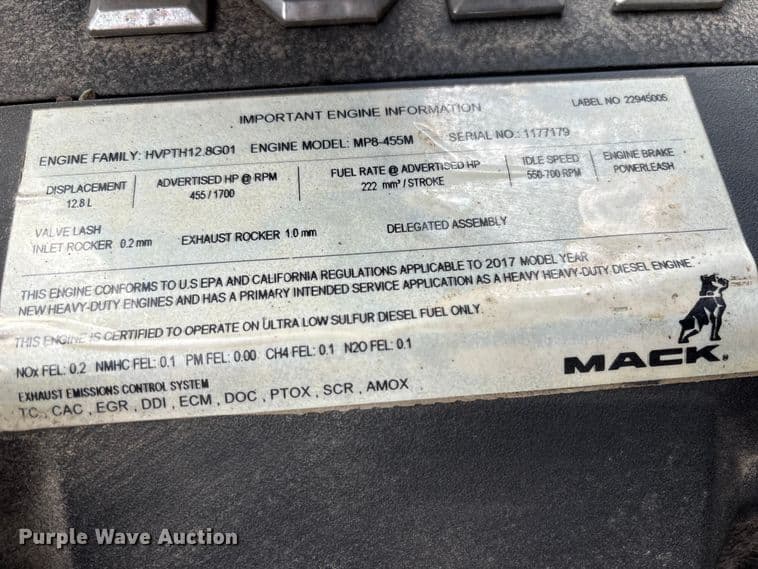 IMPORTANT ENGINE INFORMATION LABEL NO 22945005
ENGINE FAMILY: HVPTH12.8G01 ENGINE MODEL: MP8-455M SERIAL NO.: 1177179
DISPLACEMENT
12.8 L
ADVERTISED HP @ RPM
455 / 1700
FUEL RATE @ ADVERTISED HP
222 mm³ / STROKE
IDLE SPEED
550-700 RPM
ENGINE BRAKE
POWERLEASH
VALVE LASH
INLET ROCKER 0.2 mm EXHAUST ROCKER 1.0 mm DELEGATED ASSEMBLY
THIS ENGINE CONFORMS TO U.S EPA AND CALIFORNIA REGULATIONS APPLICABLE TO 2017 MODEL YEAR
NEW HEAVY-DUTY ENGINES AND HAS A PRIMARY INTENDED SERVICE APPLICATION AS A HEAVY HEAVY-DUTY DIESEL ENGINE.
THIS ENGINE IS CERTIFIED TO OPERATE ON ULTRA LOW SULFUR DIESEL FUEL ONLY.
NOx FEL: 0.2 NMHC FEL: 0.1 PM FEL: 0.00 CH4 FEL: 0.1 N2O FEL: 0.1
EXHAUST EMISSIONS CONTROL SYSTEM
TC , CAC , EGR , DDI , ECM , DOC , PTOX , SCR , AMOX
MACK.
Purple Wave Auction